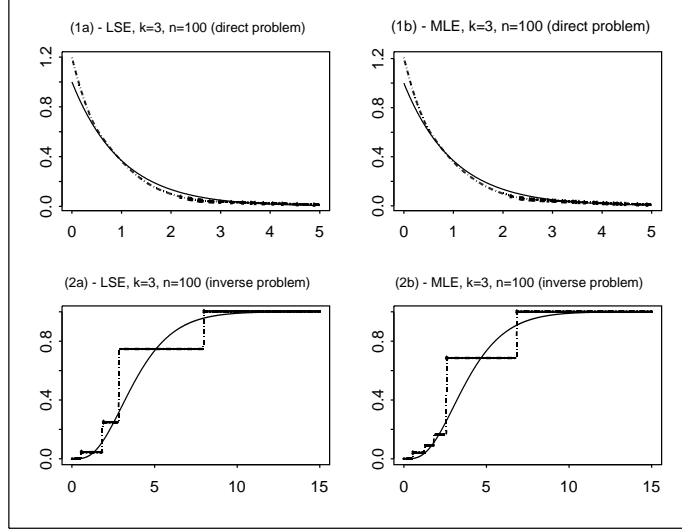 (1a) - LSE, k=3, n=100 (direct problem)
1.2
0.8
0.4
0.0
0 1 2 3 4 5
(1b) - MLE, k=3, n=100 (direct problem)
1.2
0.8
0.4
0.0
0 1 2 3 4 5
(2a) - LSE, k=3, n=100 (inverse problem)
0.8
0.4
0.0
0 5 10 15
(2b) - MLE, k=3, n=100 (inverse problem)
0.8
0.4
0.0
0 5 10 15